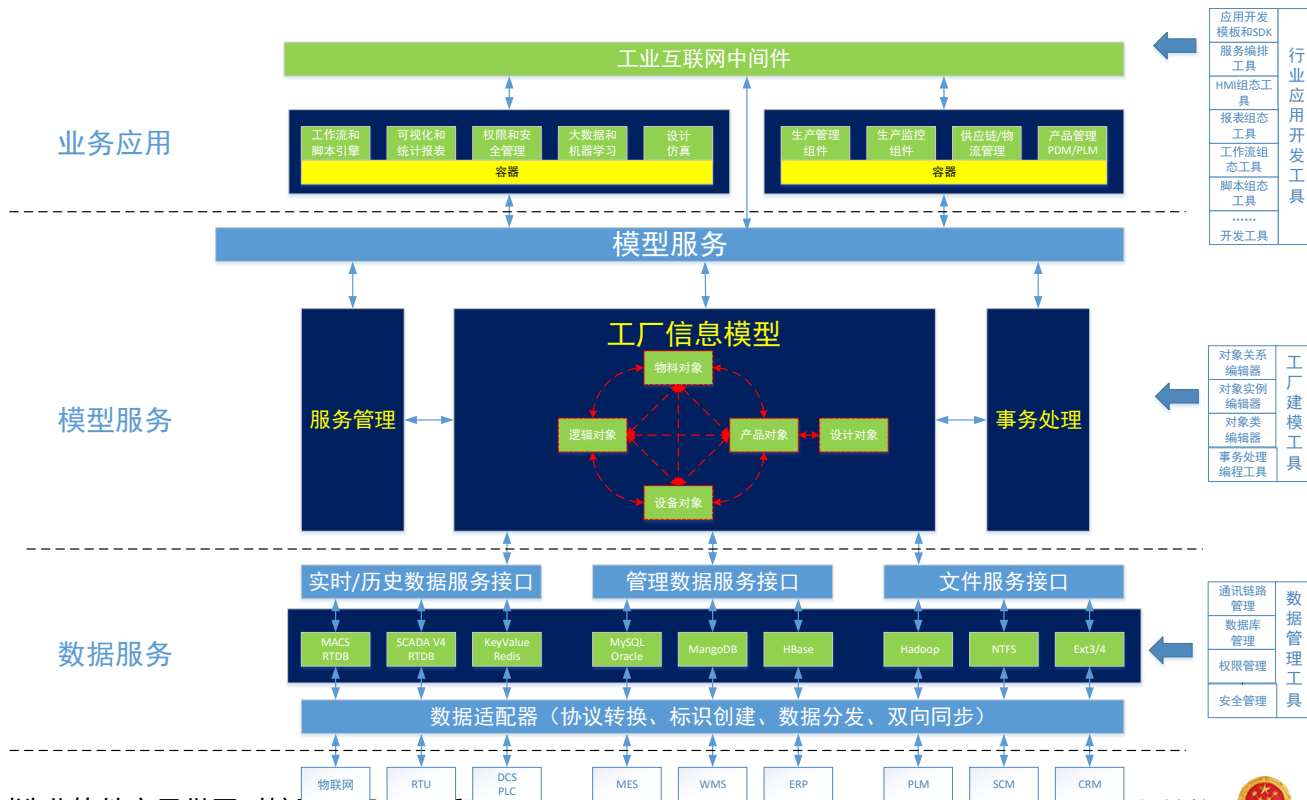 工业互联网中间件
业务应用
工作流和
脚本引擎
可视化和
统计报表
权限和安
全管理
大数据和
机器学习
设计
仿真
容器
生产管理
组件
生产监控
组件
供应链/物
流管理
产品管理
PDM/PLM
容器
应用开发
模板和SDK
服务编排
工具
HMI组态工
具
报表组态
工具
工作流组
态工具
脚本组态
工具
……
开发工具
行业应用开发工具
模型服务
模型服务
服务管理
工厂信息模型
物料对象
逻辑对象
产品对象
设计对象
设备对象
事务处理
对象关系
编辑器
对象实例
编辑器
对象类
编辑器
事务处理
编程工具
工厂建模工具
实时/历史数据服务接口
管理数据服务接口
文件服务接口
数据服务
MACS
RTDB
SCADA V4
RTDB
KeyValue
Redis
MySQL
Oracle
MangoDB
HBase
Hadoop
NTFS
Ext3/4
通讯链路
管理
数据库
管理
权限管理
安全管理
数据管理工具
数据适配器（协议转换、标识创建、数据分发、双向同步）
物联网
RTU
DCS
PLC
MES
WMS
ERP
PLM
SCM
CRM